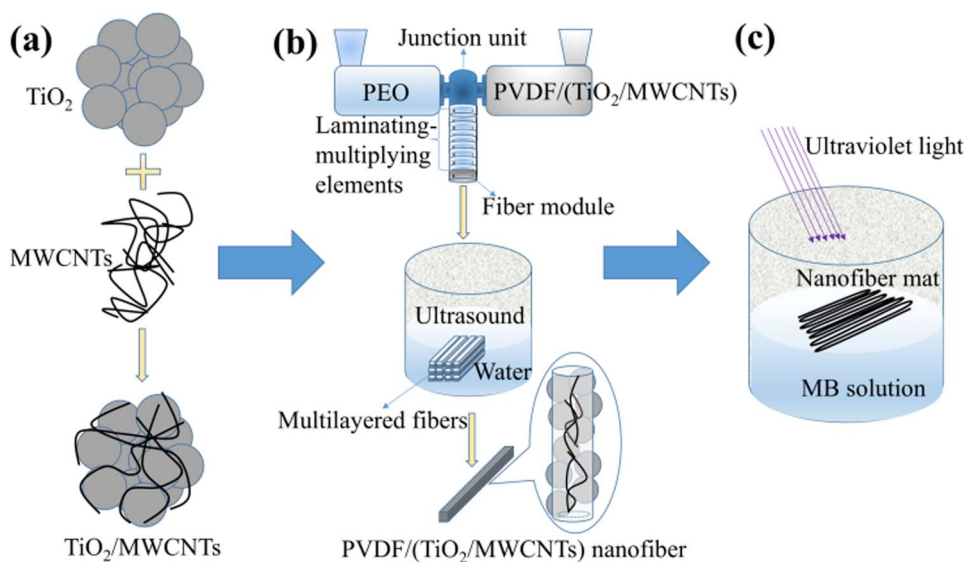 (a)
TiO₂
MWCNTs
TiO₂/MWCNTs
(b)
Junction unit
PEO
PVDF/(TiO₂/MWCNTs)
Laminating-
multiplying
elements
Fiber module
Ultrasound
Water
Multilayered fibers
PVDF/(TiO₂/MWCNTs) nanofiber
(c)
Ultraviolet light
Nanofiber mat
MB solution